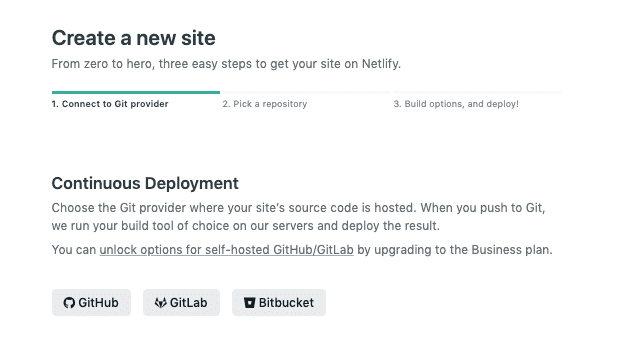 Create a new site
From zero to hero, three easy steps to get your site on Netlify.
1. Connect to Git provider
2. Pick a repository
3. Build options, and deploy!
Continuous Deployment
Choose the Git provider where your site’s source code is hosted. When you push to Git,
we run your build tool of choice on our servers and deploy the result.
You can unlock options for self-hosted GitHub/GitLab by upgrading to the Business plan.
GitHub
GitLab
Bitbucket